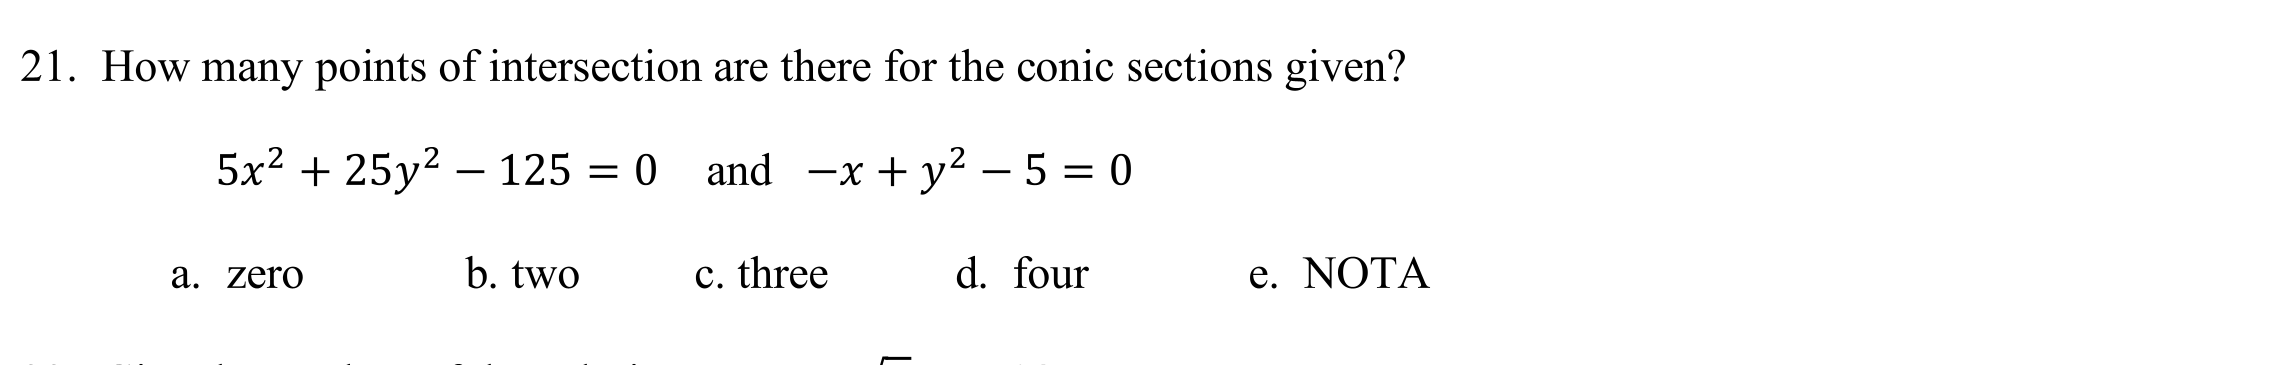 21. How many points of intersection are there for the conic sections given?
5x² + 25y² − 125 = 0 and −x + y² − 5 = 0
a. zero b. two c. three d. four e. NOTA